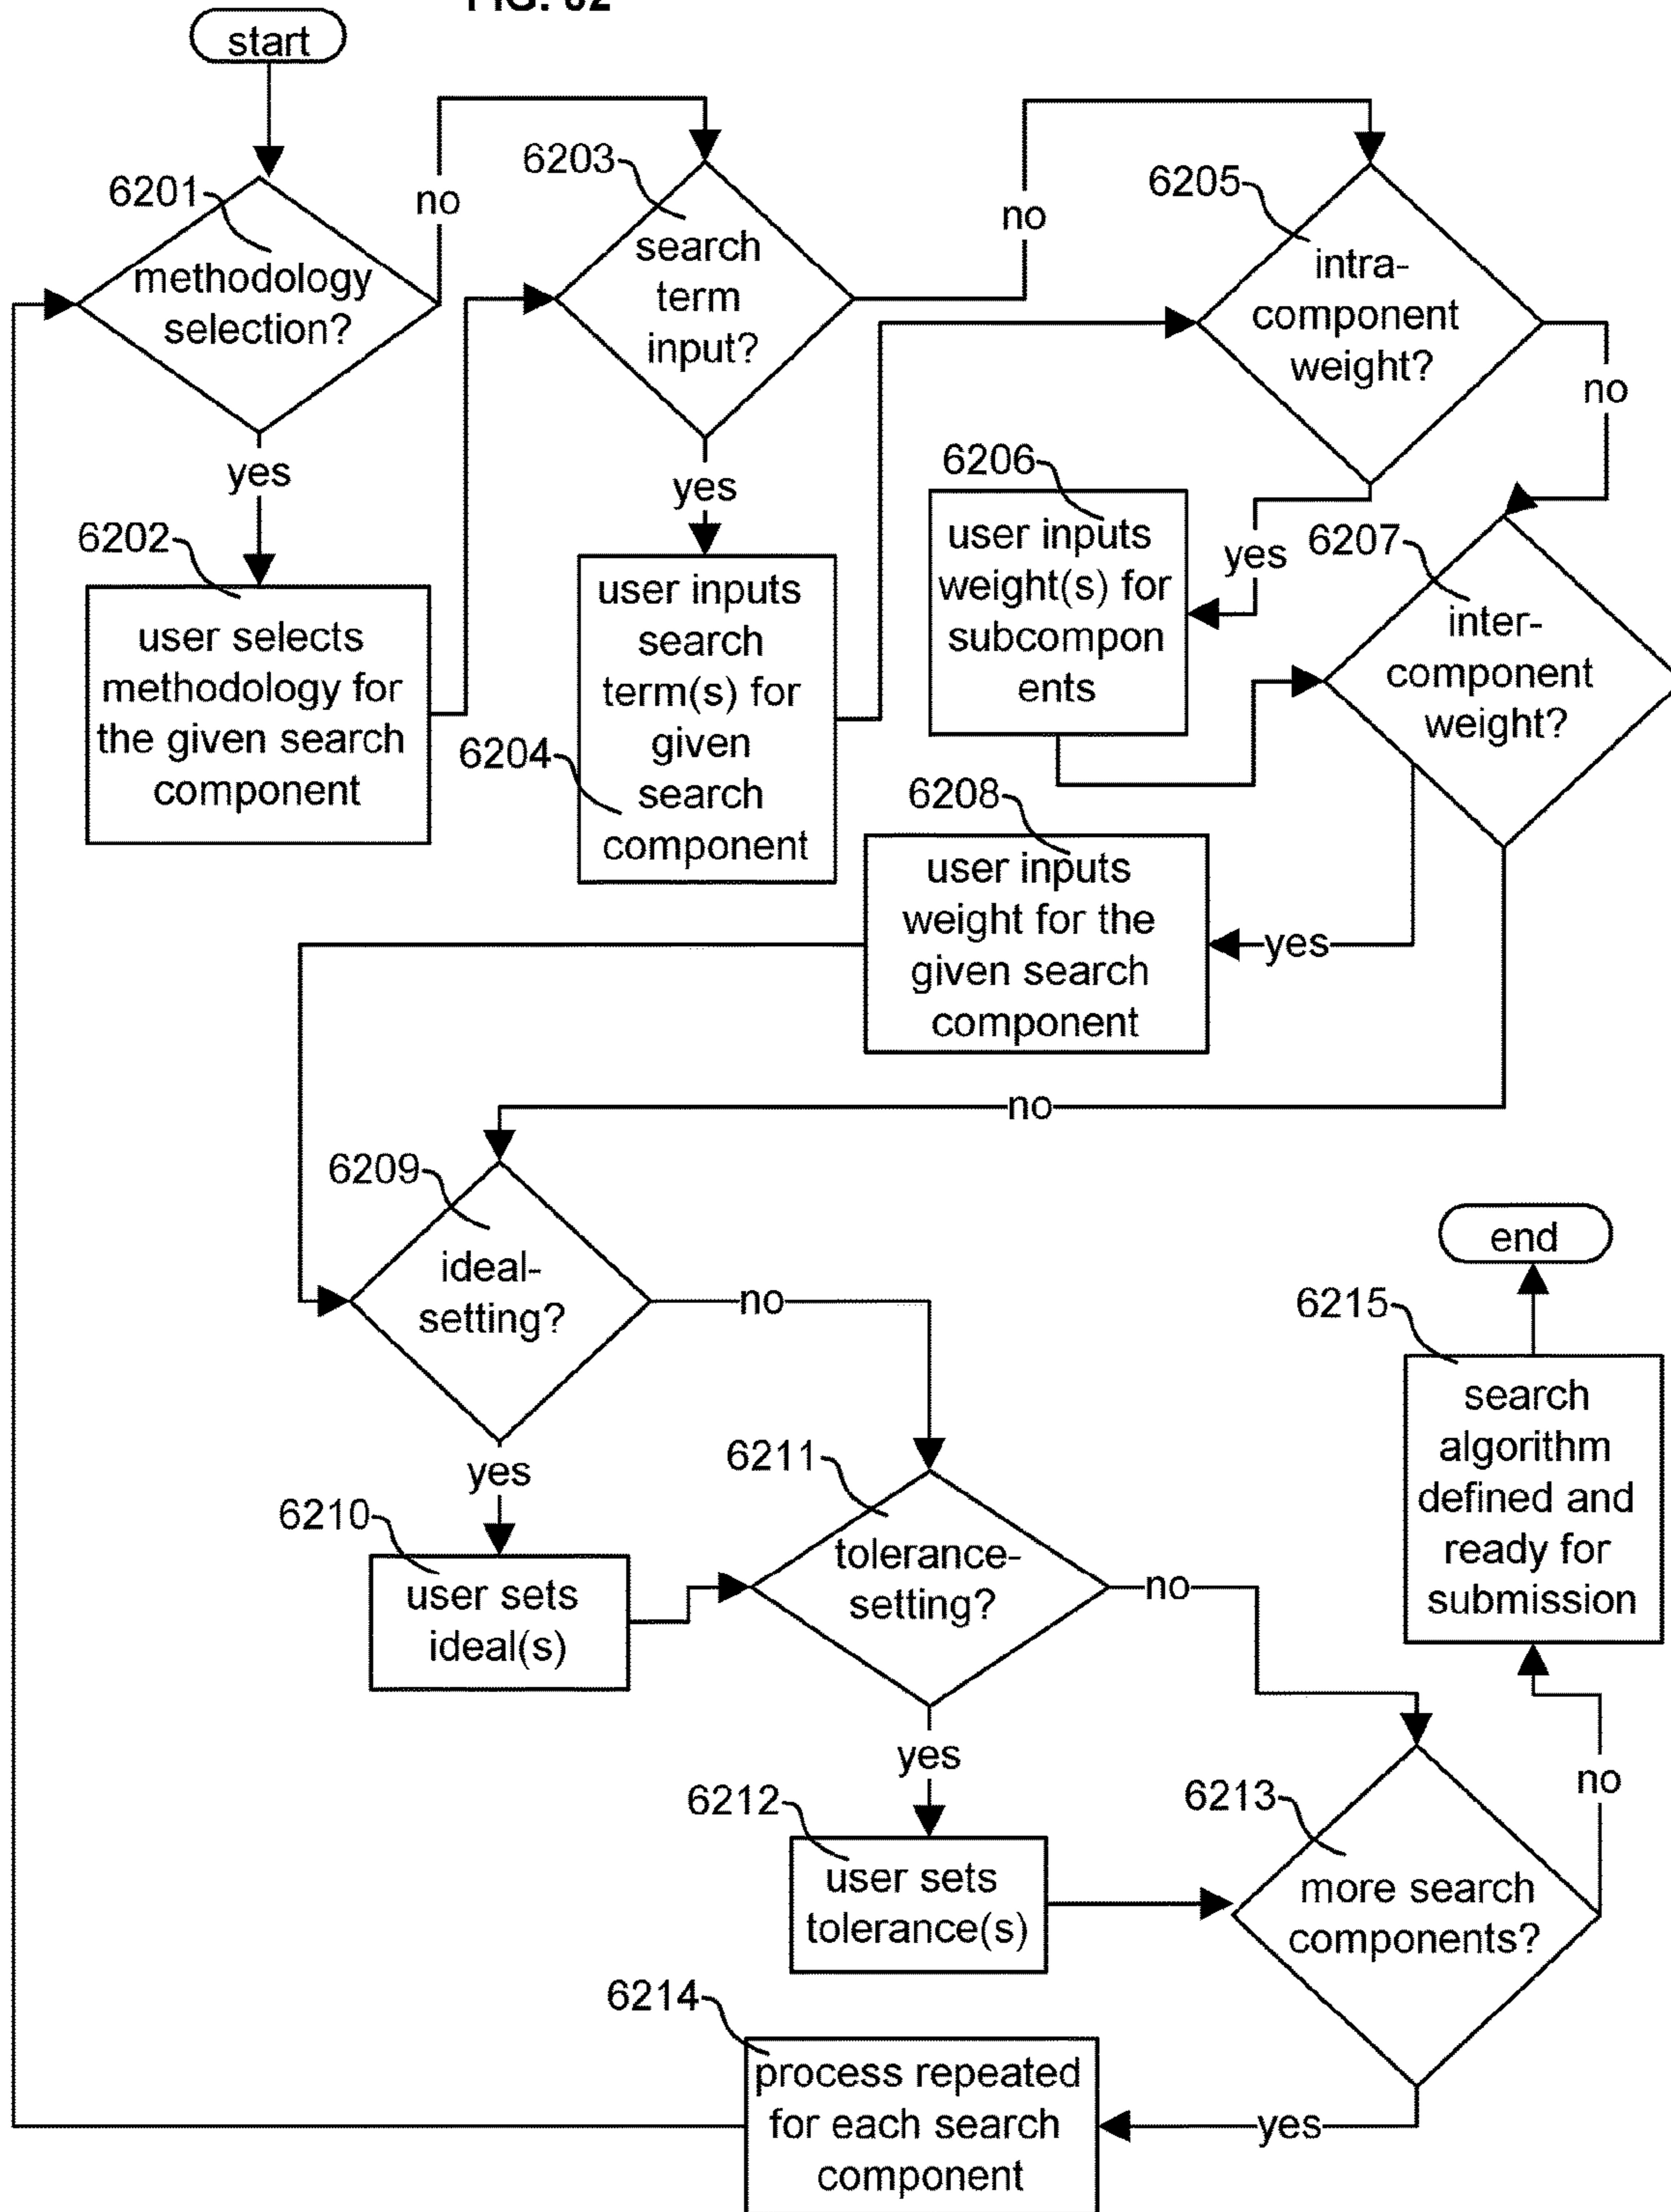 start
6201
methodology
selection?
no
yes
6202
user selects
methodology for
the given search
component
6203
search
term
input?
no
yes
6204
user inputs
search
term(s) for
given
search
component
6205
intra-
component
weight?
no
yes
6206
user inputs
weight(s) for
subcompon
ents
6207
inter-
component
weight?
yes
6208
user inputs
weight for the
given search
component
no
6209
ideal-
setting?
no
yes
6210
user sets
ideal(s)
6211
tolerance-
setting?
no
yes
6212
user sets
tolerance(s)
6213
more search
components?
no
yes
6214
process repeated
for each search
component
6215
search
algorithm
defined and
ready for
submission
end